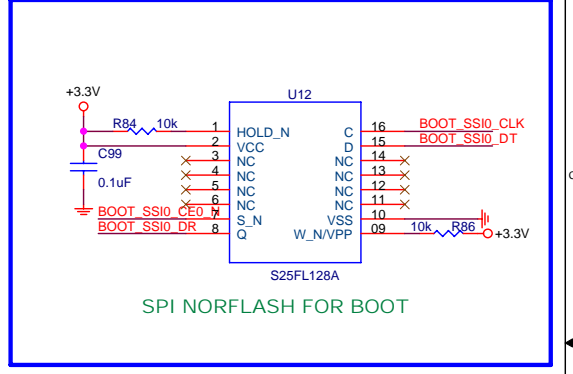 +3.3V
U12
R84 10k
1 HOLD_N C 16 BOOT_SSI0_CLK
2 VCC D 15 BOOT_SSI0_DT
C99
3 NC NC 14
4 NC NC 13
0.1uF
5 NC NC 12
6 NC NC 11
BOOT_SSI0_CE0_N 7 S_N VSS 10
BOOT_SSI0_DR 8 Q W_N/VPP 09 10k R86 +3.3V
S25FL128A
SPI NORFLASH FOR BOOT